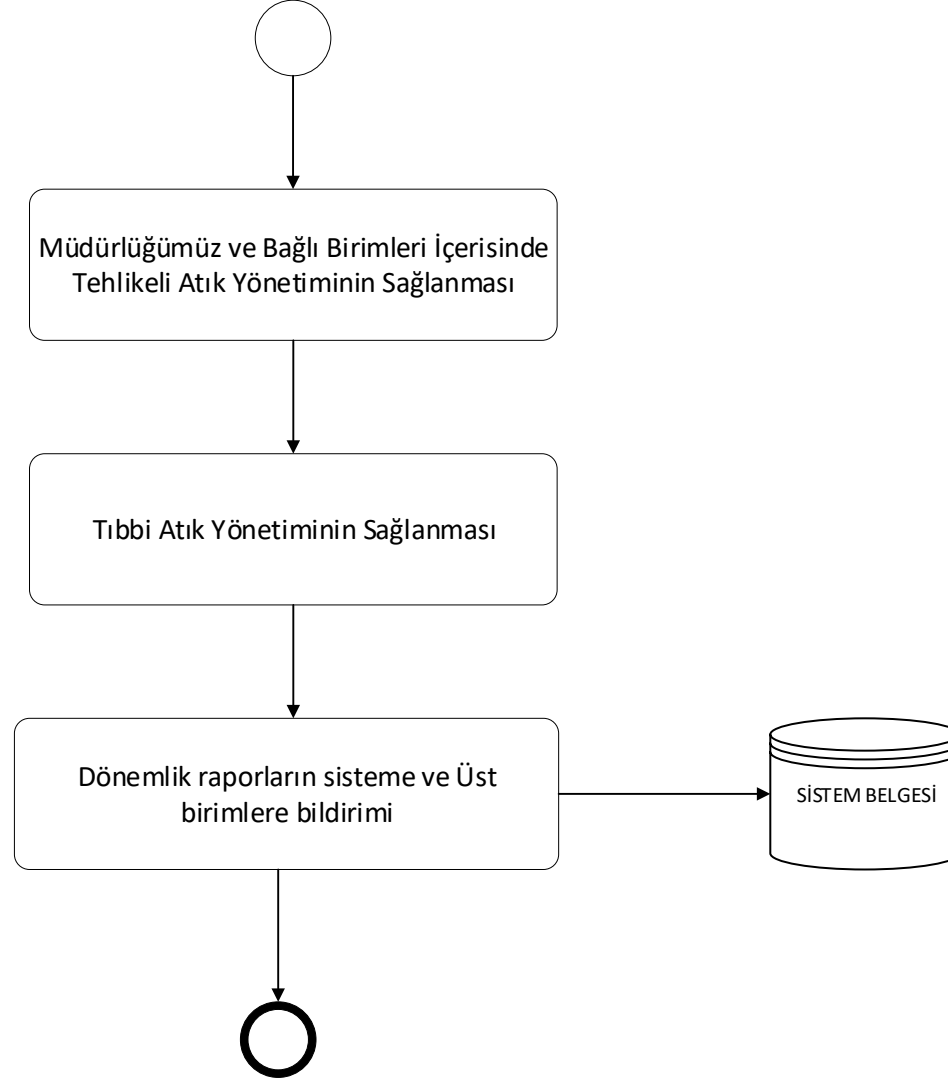 Müdürlüğümüz ve Bağlı Birimleri İçerisinde
Tehlikeli Atık Yönetiminin Sağlanması
Tıbbi Atık Yönetiminin Sağlanması
Dönemlik raporların sisteme ve Üst
birimlere bildirimi
SİSTEM BELGESİ